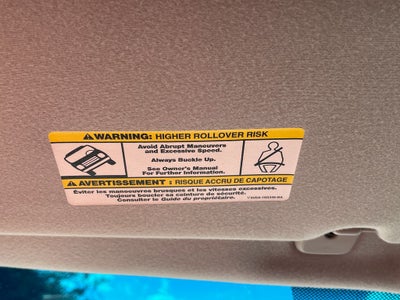 WARNING: HIGHER ROLLOVER RISK
Avoid Abrupt Maneuvers
and Excessive Speed.
Always Buckle Up.
See Owner's Manual
For Further Information.
AVERTISSEMENT : RISQUE ACCRU DE CAPOTAGE
Éviter les manoeuvres brusques et les vitesses excessives.
Toujours boucler sa ceinture de sécurité.
Consulter le Guide du propriétaire.